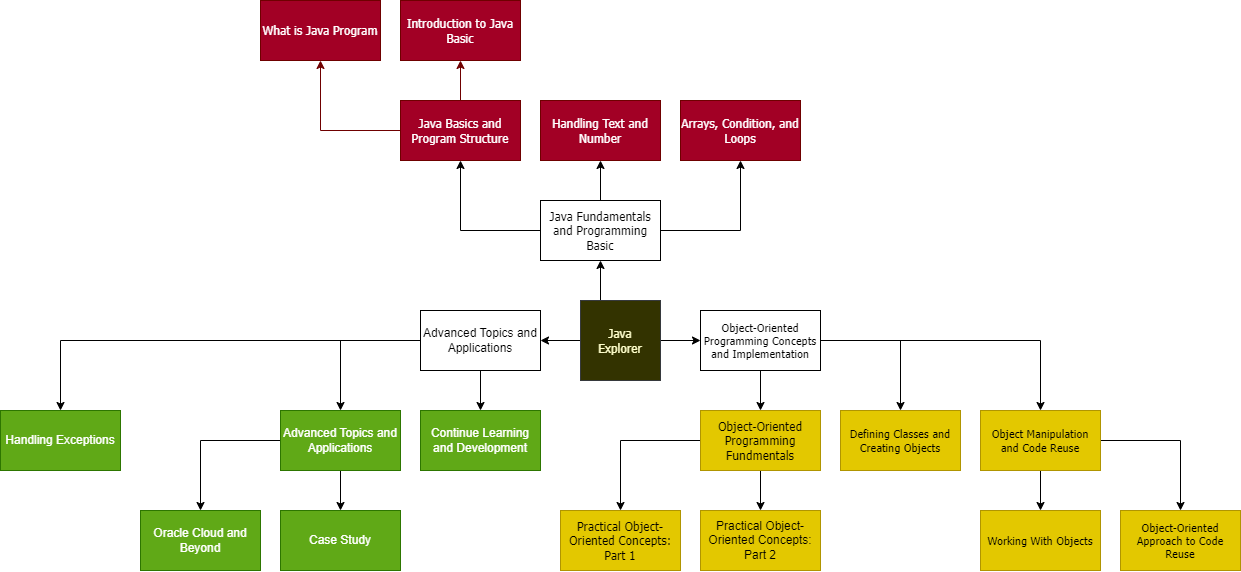 What is Java Program
Introduction to Java
Basic
Java Basics and
Program Structure
Handling Text and
Number
Arrays, Condition, and
Loops
Java Fundamentals
and Programming
Basic
Advanced Topics and
Applications
Java
Explorer
Object-Oriented
Programming Concepts
and Implementation
Handling Exceptions
Advanced Topics and
Applications
Continue Learning
and Development
Object-Oriented
Programming
Fundmentals
Defining Classes and
Creating Objects
Object Manipulation
and Code Reuse
Oracle Cloud and
Beyond
Case Study
Practical Object-
Oriented Concepts:
Part 1
Practical Object-
Oriented Concepts:
Part 2
Working With Objects
Object-Oriented
Approach to Code
Reuse